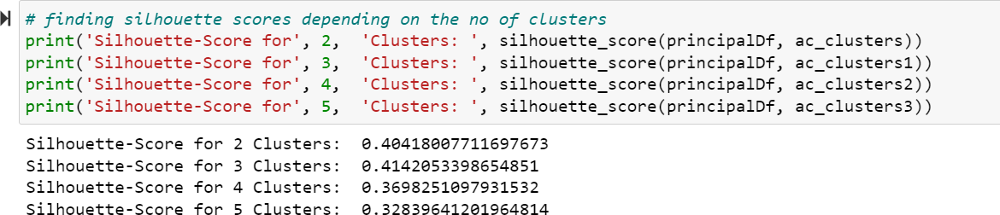 # finding silhouette scores depending on the no of clusters
print('Silhouette-Score for', 2,  'Clusters: ', silhouette_score(principalDf, ac_clusters))
print('Silhouette-Score for', 3,  'Clusters: ', silhouette_score(principalDf, ac_clusters1))
print('Silhouette-Score for', 4,  'Clusters: ', silhouette_score(principalDf, ac_clusters2))
print('Silhouette-Score for', 5,  'Clusters: ', silhouette_score(principalDf, ac_clusters3))
Silhouette-Score for 2 Clusters:  0.40418007711697673
Silhouette-Score for 3 Clusters:  0.4142053398654851
Silhouette-Score for 4 Clusters:  0.3698251097931532
Silhouette-Score for 5 Clusters:  0.32839641201964814